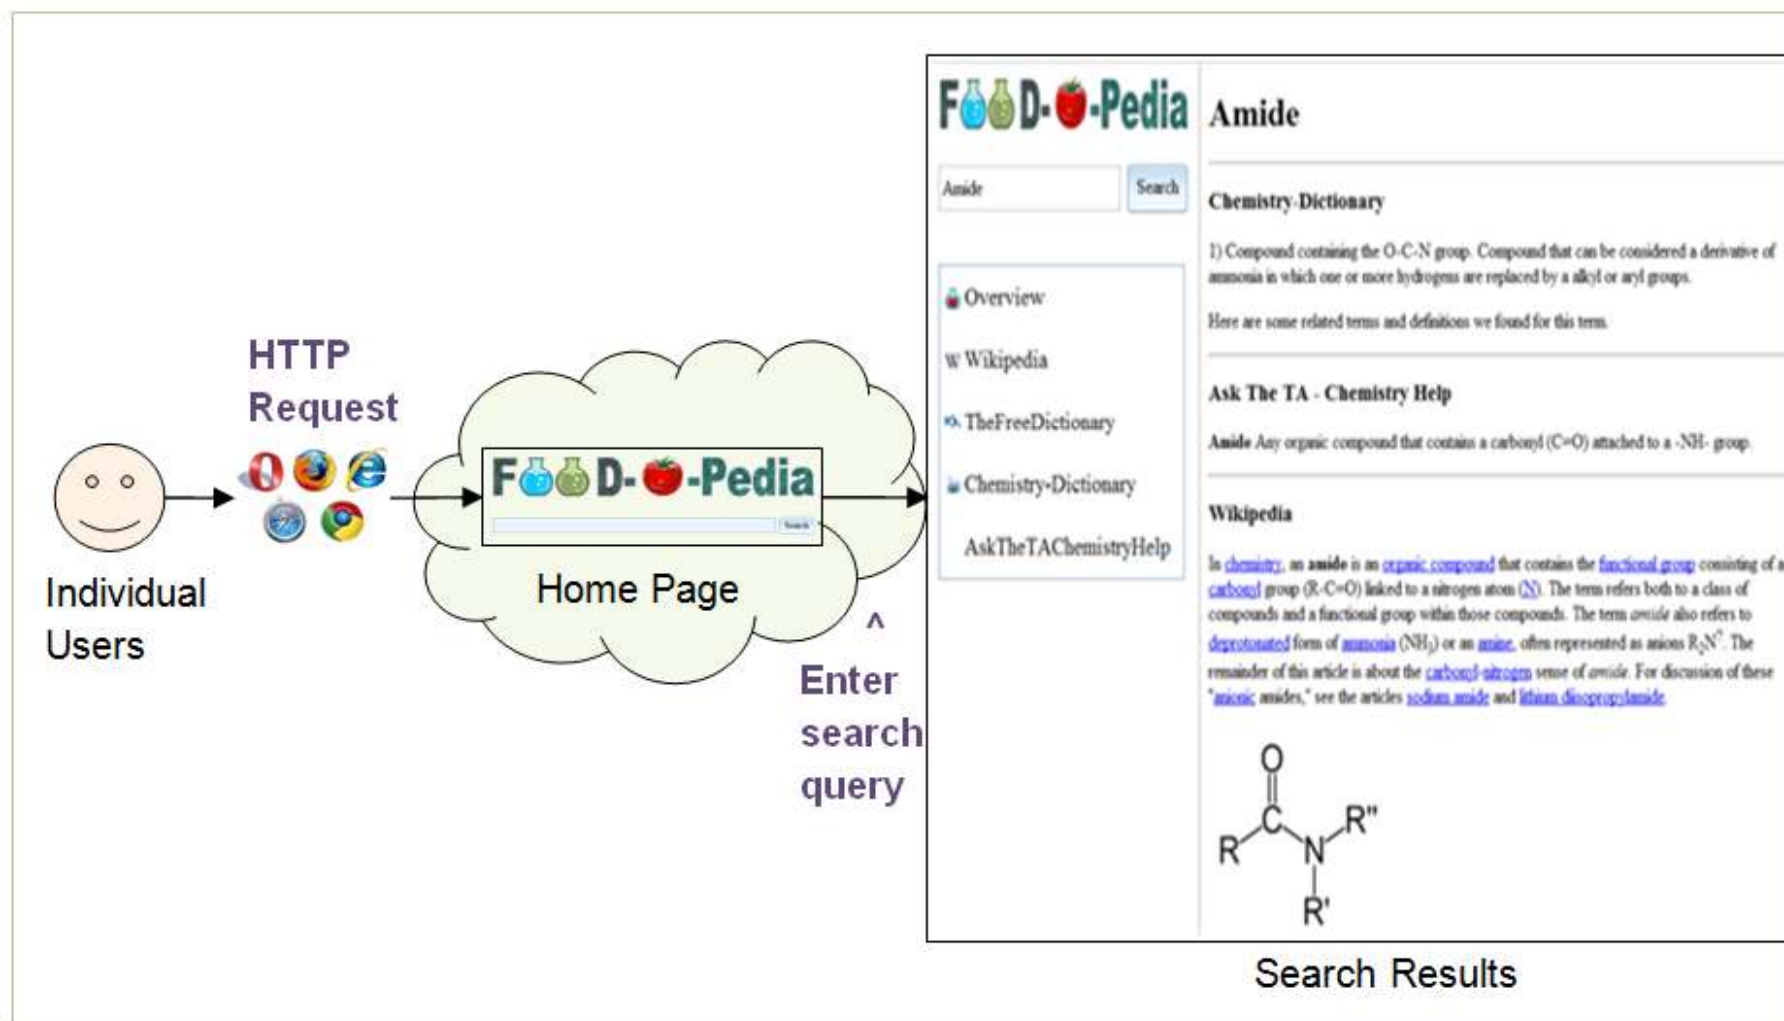 HTTP
Request
Individual
Users
FOOD-O-Pedia
Search
Home Page
^
Enter
search
query
FOOD-O-Pedia
Amide
Search
Overview
W Wikipedia
TheFreeDictionary
Chemistry-Dictionary
AskTheTAChemistryHelp
Amide
Chemistry-Dictionary
1) Compound containing the O-C-N group. Compound that can be considered a derivative of
ammonia in which one or more hydrogens are replaced by a alkyl or aryl groups.
Here are some related terms and definitions we found for this term.
Ask The TA - Chemistry Help
Amide Any organic compound that contains a carbonyl (C=O) attached to a -NH- group.
Wikipedia
In chemistry, an amide is an organic compound that contains the functional group consisting of a
carbonyl group (R-C=O) linked to a nitrogen atom (N). The term refers both to a class of
compounds and a functional group within those compounds. The term amide also refers to
deprotonated form of ammonia (NH3) or an amine, often represented as anions R2N?. The
remainder of this article is about the carbonyl-nitrogen sense of amide. For discussion of these
"anionic amides," see the articles sodium amide and lithium diisopropylamide.
O
C
R"
R
N
R'
Search Results